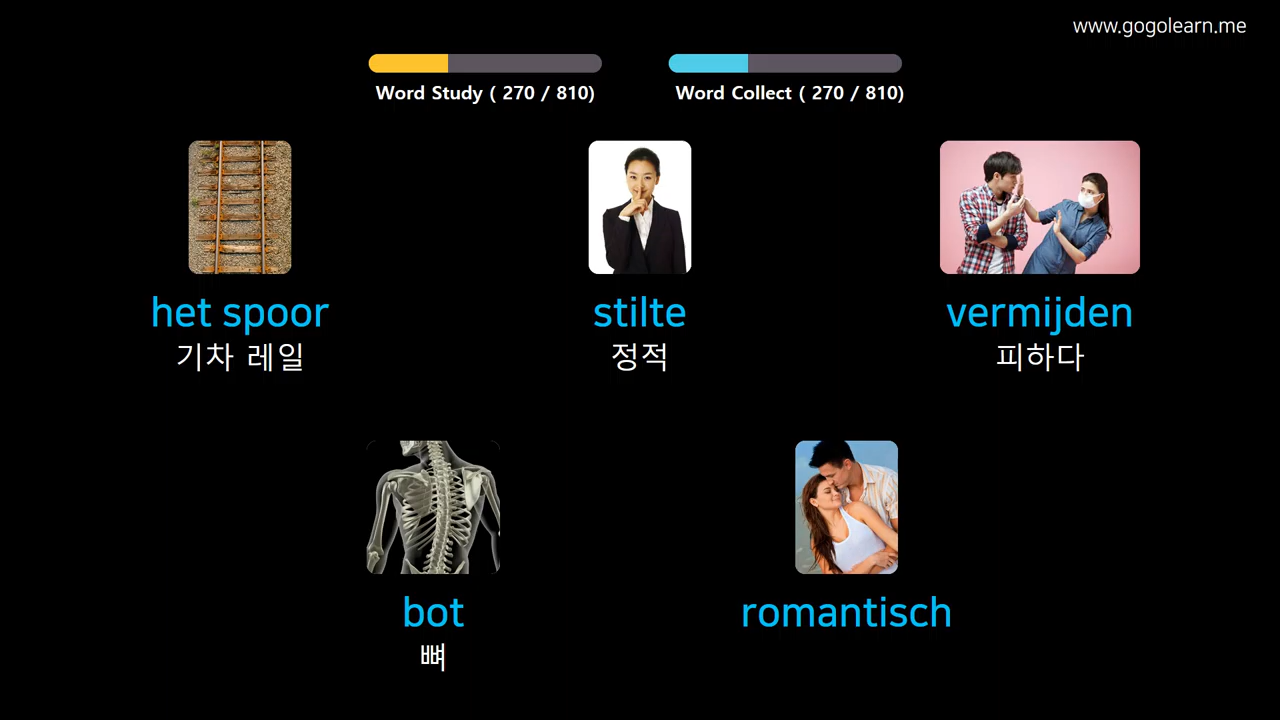 www.gogolearn.me
Word Study ( 270 / 810)
Word Collect ( 270 / 810)
het spoor
기차 레일
stilte
정적
vermijden
피하다
bot
뼈
romantisch